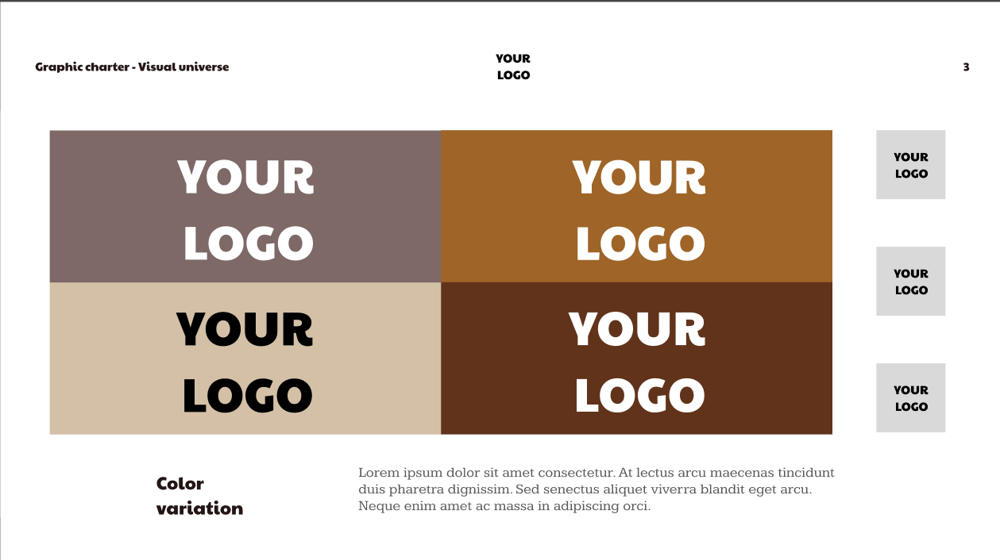 Graphic charter - Visual universe
YOUR
LOGO
3
YOUR
LOGO
YOUR
LOGO
YOUR
LOGO
YOUR
LOGO
YOUR
LOGO
YOUR
LOGO
YOUR
LOGO
Color
variation
Lorem ipsum dolor sit amet consectetur. At lectus arcu maecenas tincidunt
duis pharetra dignissim. Sed senectus aliquet viverra blandit eget arcu.
Neque enim amet ac massa in adipiscing orci.